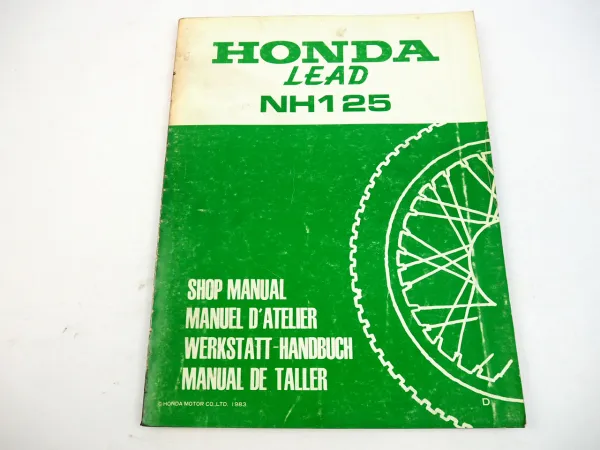 HONDA
LEAD
NH125
SHOP MANUAL
MANUEL D'ATELIER
WERKSTATT-HANDBUCH
MANUAL DE TALLER
© HONDA MOTOR CO.,LTD. 1983
D